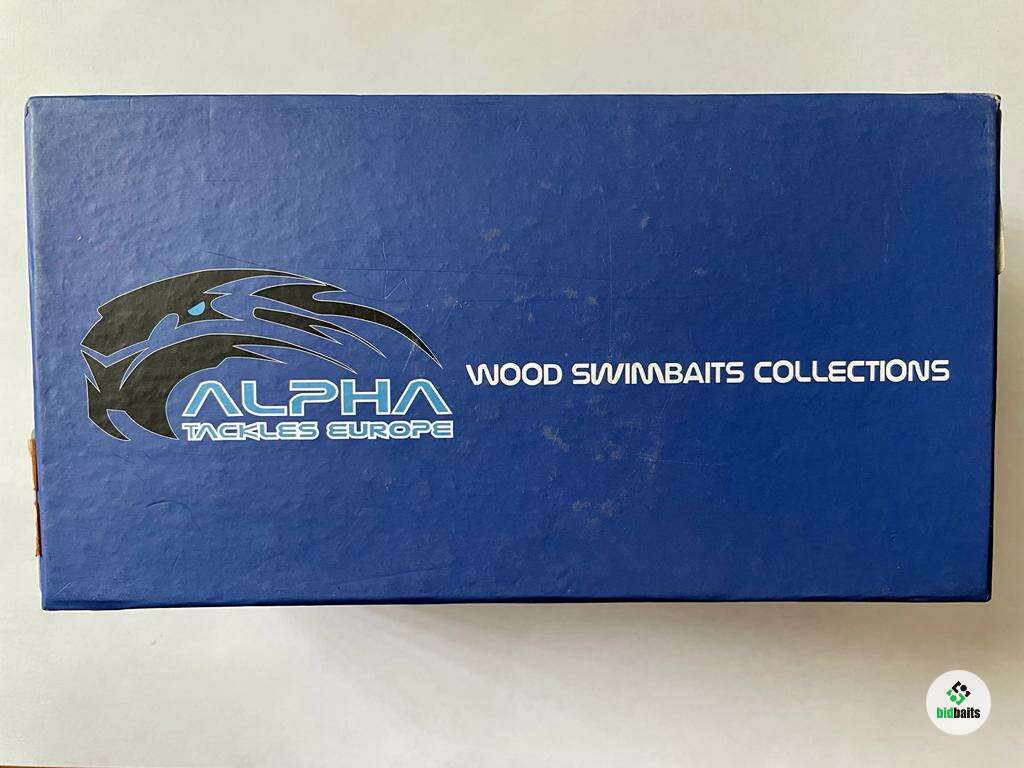 ALPHA
TACKLES EUROPE
WOOD SWIMBAITS COLLECTIONS
bidbaits